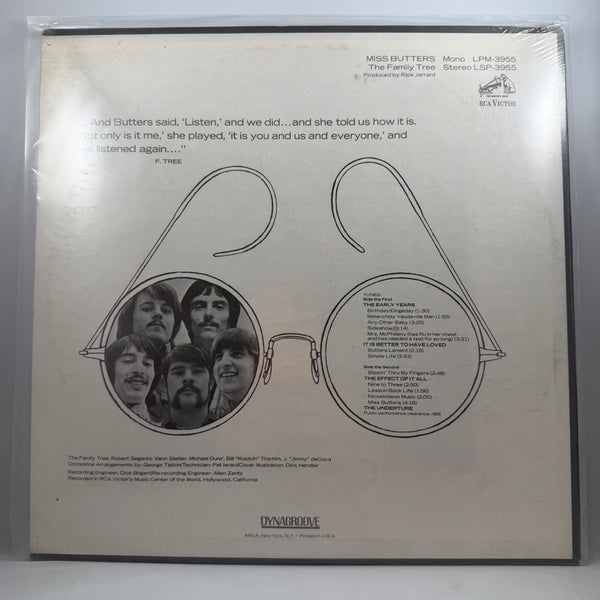 MISS BUTTERS Mono LPM-3955
The Family Tree Stereo LSP-3955
Produced by Rick Jarrard
RCA VICTOR
And Butters said, 'Listen,' and we did...and she told us how it is.
'Not only is it me,' she played, 'it is you and us and everyone,' and
we listened again...."
F. TREE
TUNES:
Side the First
THE EARLY YEARS
Birthday/Dirgeday (1:30)
Melancholy Vaudeville Man (1:55)
Any Other Baby (3:25)
Sideshow (3:14)
Mrs. McPheeny (has flu in her chest
and has needed a rest for so long) (3:31)
IT IS BETTER TO HAVE LOVED
Butters Lament (2:16)
Simple Life (3:33)
Side the Second
Slippin' Thru My Fingers (2:48)
THE EFFECT OF IT ALL
Nine to Three (2:50)
Lesson Book Life (1:56)
Nickelodeon Music (2:00)
Miss Butters (4:16)
THE UNDERTURE
Public performance clearance—BMI
The Family Tree: Robert Segarini, Vann Slatter, Michael Dure', Bill "Kootch" Trochim, J. "Jimmy" deCocq
Orchestral Arrangements by: George Tipton/Technician: Pat Ieraci/Cover Illustration: Dick Hendler
Recording Engineer: Dick Bogert/Re-recording Engineer: Allen Zentz
Recorded in RCA Victor's Music Center of the World, Hollywood, California
DYNAGROOVE
®RCA, New York, N.Y. • Printed in U.S.A.